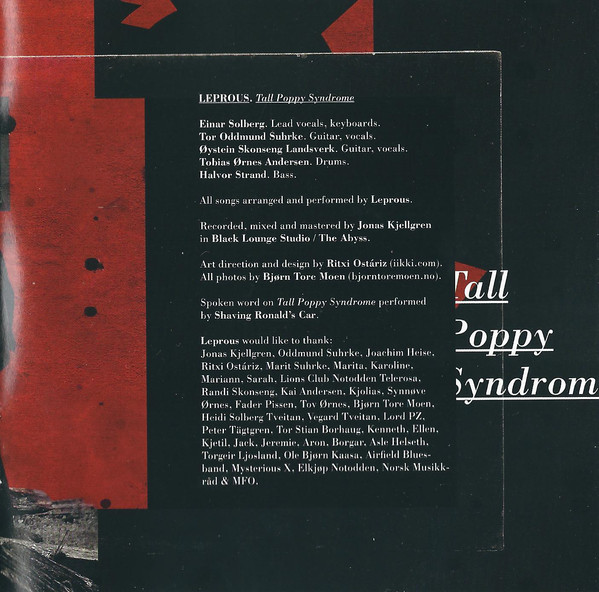 LEPROUS. Tall Poppy Syndrome
Einar Solberg. Lead vocals, keyboards.
Tor Oddmund Suhrke. Guitar, vocals.
Øystein Skonseng Landsverk. Guitar, vocals.
Tobias Ørnes Andersen. Drums.
Halvor Strand. Bass.
All songs arranged and performed by Leprous.
Recorded, mixed and mastered by Jonas Kjellgren
in Black Lounge Studio / The Abyss.
Art direction and design by Ritxi Ostáriz (iikki.com).
All photos by Bjørn Tore Moen (bjorntoremoen.no).
Spoken word on Tall Poppy Syndrome performed
by Shaving Ronald's Car.
Leprous would like to thank:
Jonas Kjellgren, Oddmund Suhrke, Joachim Heise,
Ritxi Ostáriz, Marit Suhrke, Marita, Karoline,
Mariann, Sarah, Lions Club Notodden Telerosa,
Randi Skonseng, Kai Andersen, Kjolias, Synnøve
Ørnes, Fader Pissen, Tov Ørnes, Bjørn Tore Moen,
Heidi Solberg Tveitan, Vegard Tveitan, Lord PZ,
Peter Tägtgren, Tor Stian Borhaug, Kenneth, Ellen,
Kjetil, Jack, Jeremie, Aron, Borgar, Asle Helseth,
Torgeir Ljosland, Ole Bjørn Kaasa, Airfield Blues-
band, Mysterious X, Elkjøp Notodden, Norsk Musikk-
råd & MFO.
Tall
Poppy
Syndrom